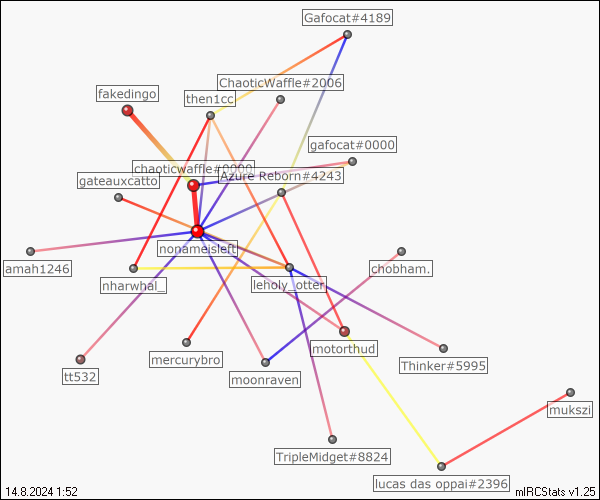 Gafocat#4189
ChaoticWaffle#2006
fakedingo
then1cc
gafocat#0000
chaoticwaffle#0000
Azure Reborn#4243
gateauxcatto
nonameisleft
amah1246
chobham.
nharwhal_
leholy_otter
motorthud
mercurybro
Thinker#5995
tt532
moonraven
mukszi
TripleMidget#8824
lucas das oppai#2396
14.8.2024 1:52
mIRCStats v1.25